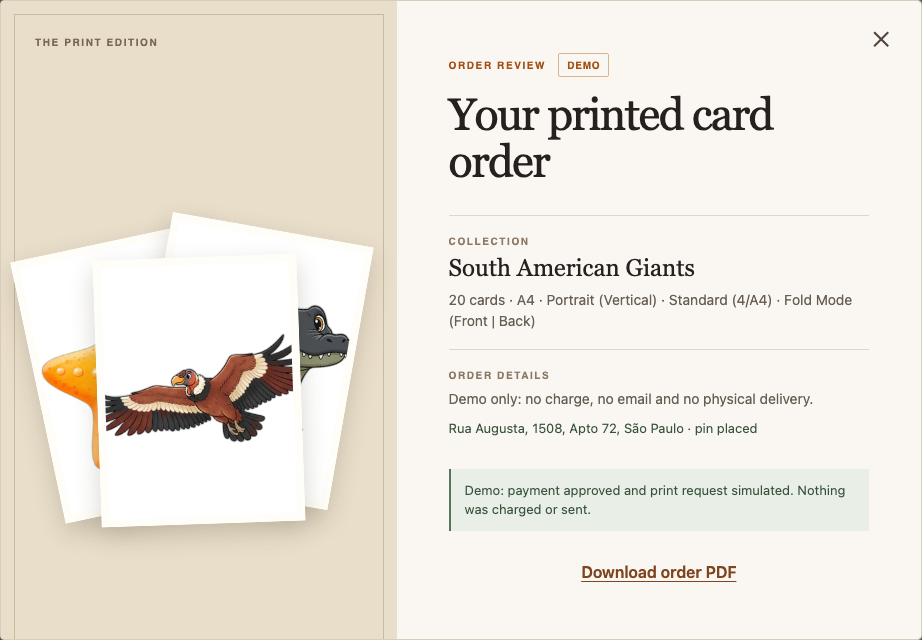 THE PRINT EDITION
ORDER REVIEW DEMO
Your printed card
order
COLLECTION
South American Giants
20 cards · A4 · Portrait (Vertical) · Standard (4/A4) · Fold Mode
(Front | Back)
ORDER DETAILS
Demo only: no charge, no email and no physical delivery.
Rua Augusta, 1508, Apto 72, São Paulo · pin placed
Demo: payment approved and print request simulated. Nothing
was charged or sent.
Download order PDF